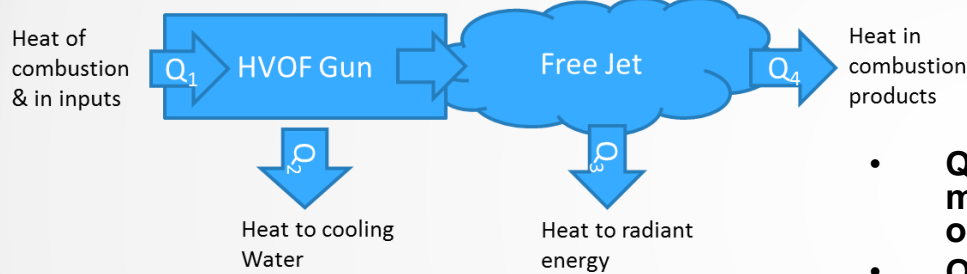 Heat of
combustion
& in inputs
Q1
HVOF Gun
Free Jet
Q4
Heat in
combustion
products
Q2
Q3
Heat to cooling
Water
Heat to radiant
energy
•
•